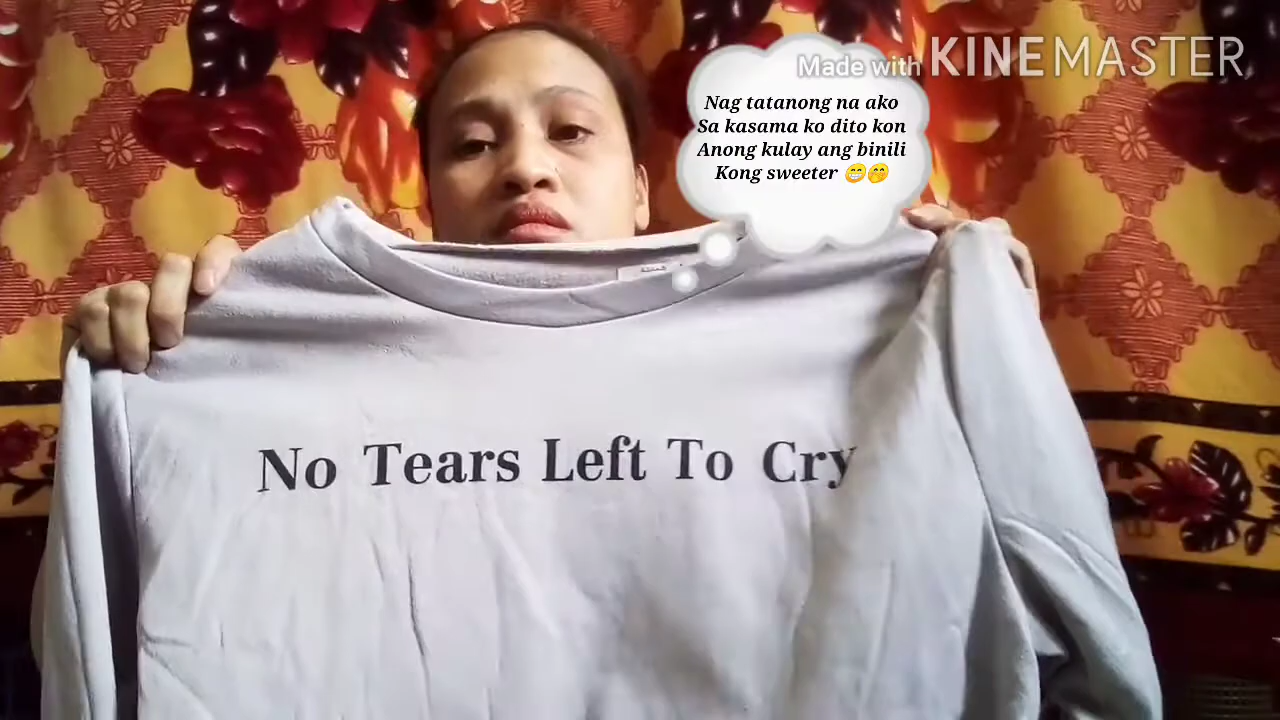 Made with KINEMASTER
Nag tatanong na ako
Sa kasama ko dito kon
Anong kulay ang binili
Kong sweeter 😁🤭
No Tears Left To Cry